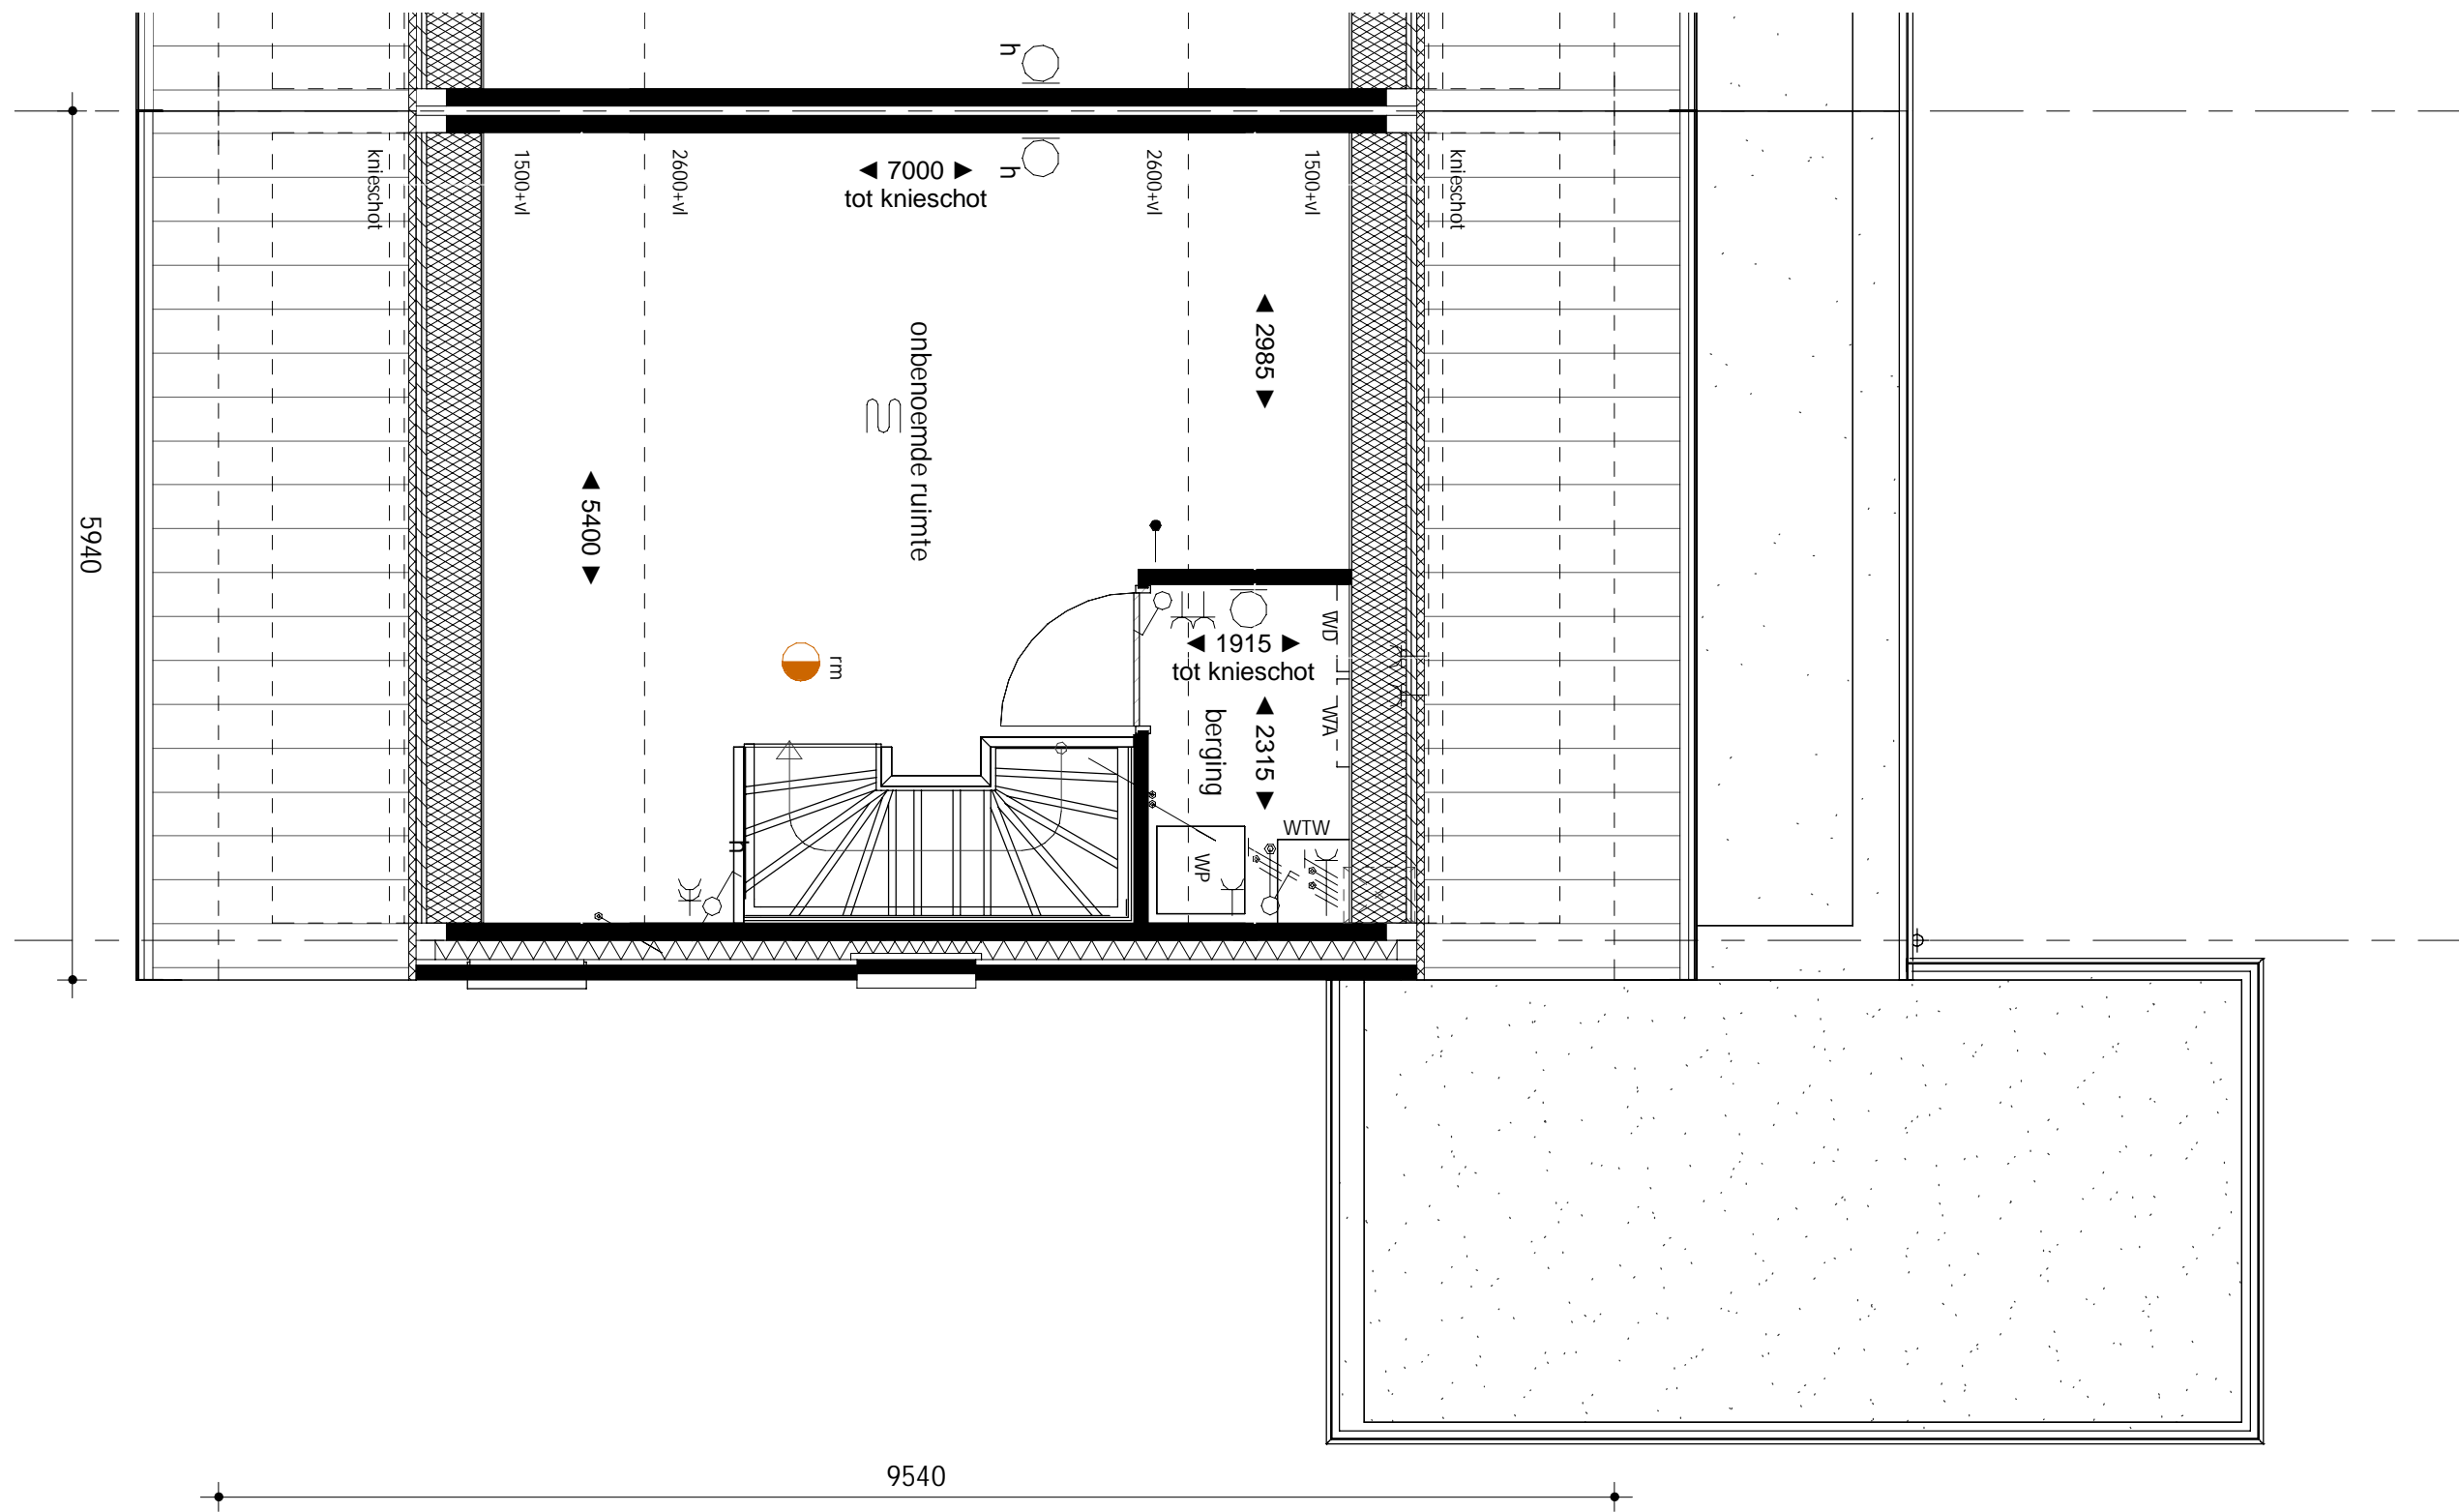 h
knieschot
1500+vl
2600+vl
◄ 7000 ►
tot knieschot
h
2600+vl
1500+vl
knieschot
◄ 2985 ►
onbenoemde ruimte
◄ 5400 ►
5940
WD
◄ 1915 ►
tot knieschot
rm
WA
berging
◄ 2315 ►
h
WTW
WP
9540